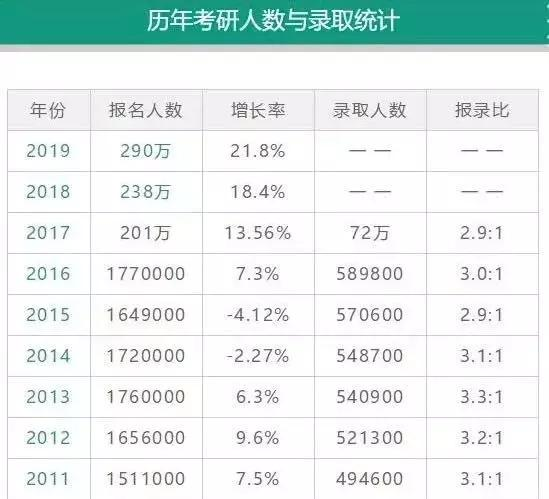 历年考研人数与录取统计
年份 报名人数 增长率 录取人数 报录比
2019 290万 21.8% — — — —
2018 238万 18.4% — — — —
2017 201万 13.56% 72万 2.9:1
2016 1770000 7.3% 589800 3.0:1
2015 1649000 -4.12% 570600 2.9:1
2014 1720000 -2.27% 548700 3.1:1
2013 1760000 6.3% 540900 3.3:1
2012 1656000 9.6% 521300 3.2:1
2011 1511000 7.5% 494600 3.1:1